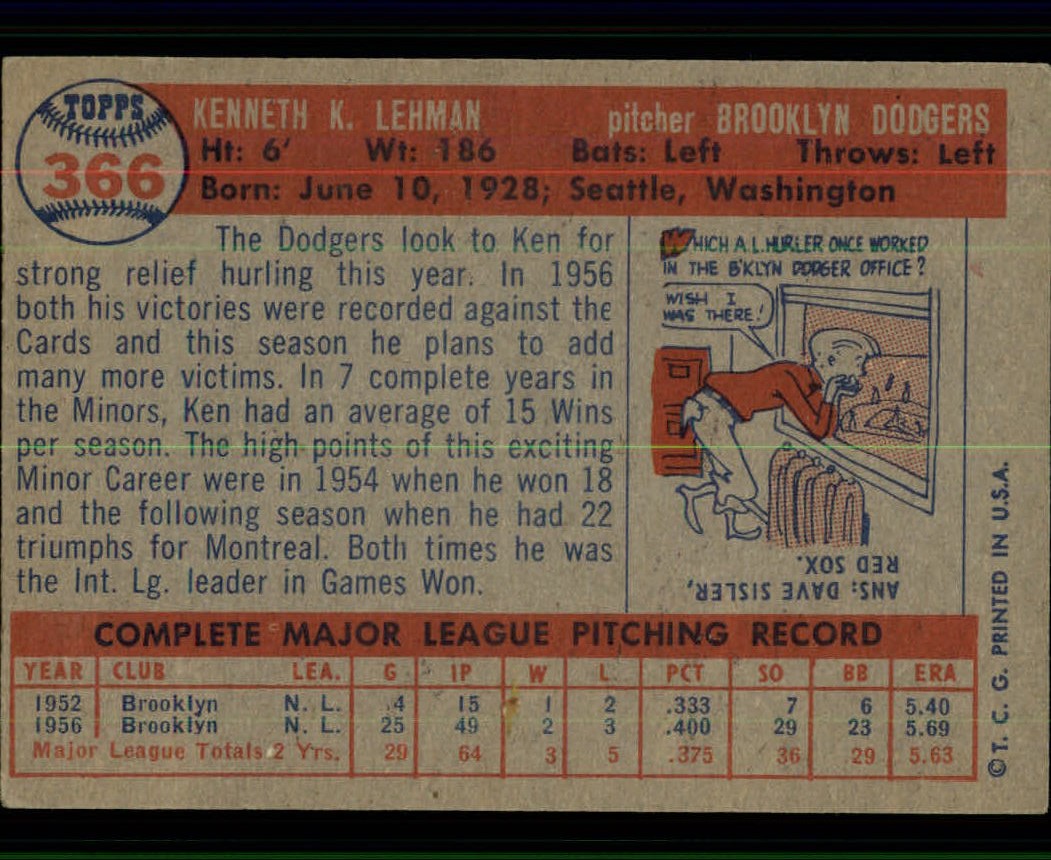 TOPPS
366
KENNETH K. LEHMAN pitcher BROOKLYN DODGERS
Ht: 6' Wt: 186 Bats: Left Throws: Left
Born: June 10, 1928; Seattle, Washington
The Dodgers look to Ken for
strong relief hurling this year. In 1956
both his victories were recorded against the
Cards and this season he plans to add
many more victims. In 7 complete years in
the Minors, Ken had an average of 15 Wins
per season. The high points of this exciting
Minor Career were in 1954 when he won 18
and the following season when he had 22
triumphs for Montreal. Both times he was
the Int. Lg. leader in Games Won.
WHICH A.L. HURLER ONCE WORKED
IN THE B'KLYN DODGER OFFICE?
WISH I
WAS THERE!
ANS: DAVE SISLER,
RED SOX.
COMPLETE MAJOR LEAGUE PITCHING RECORD
YEAR CLUB LEA. G IP W L PCT SO BB ERA
1952 Brooklyn N. L. 4 15 1 2 .333 7 6 5.40
1956 Brooklyn N. L. 25 49 2 3 .400 29 23 5.69
Major League Totals 2 Yrs. 29 64 3 5 .375 36 29 5.63
©T. C. G. PRINTED IN U.S.A.